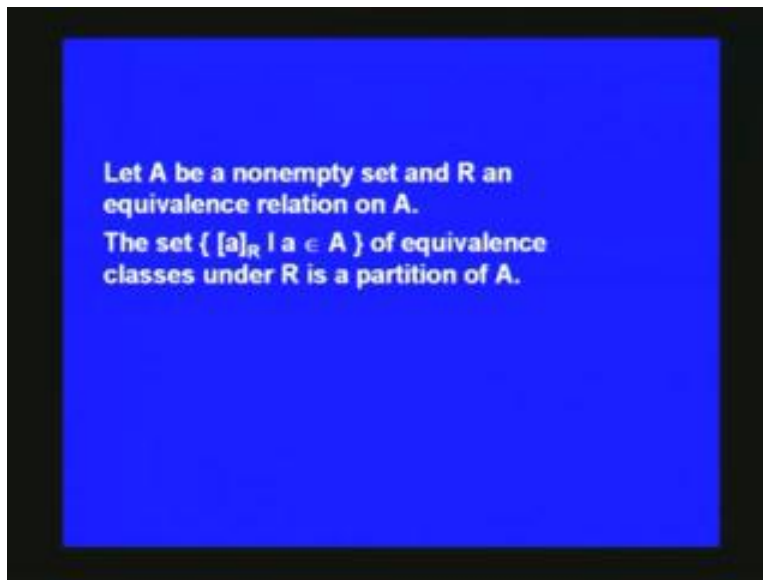 Let A be a nonempty set and R an
equivalence relation on A.
The set { [a]R | a ∈ A } of equivalence
classes under R is a partition of A.